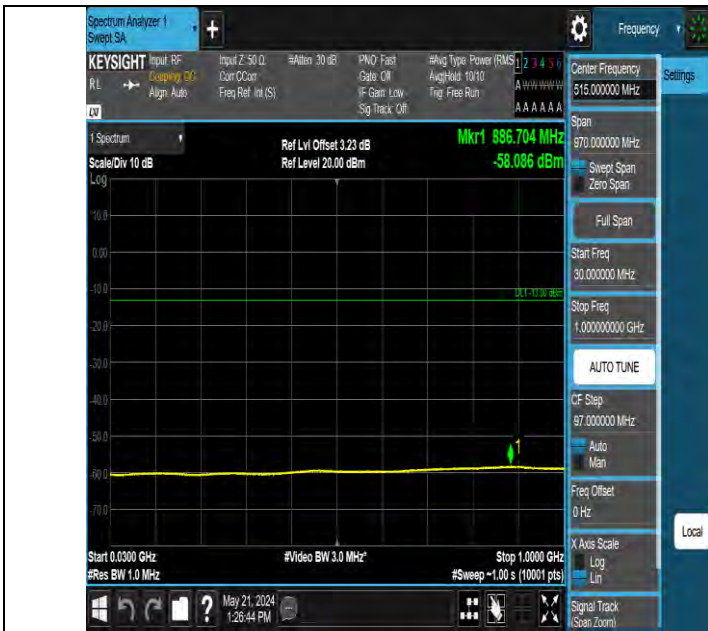 Spectrum Analyzer 1
Swept SA
+
Frequency
KEYSIGHT
RL
Input: RF
Coupling: DC
Align: Auto
Input Z: 50 Ω
Corr CCorr
Freq Ref: Int (S)
#Atten: 30 dB
PNO: Fast
Gate: Off
IF Gain: Low
Sig Track: Off
#Avg Type: Power (RMS
Avg|Hold: 10/10
Trig: Free Run
1 2 3 4 5 6
A W W W W W
A A A A A A
Center Frequency
515.000000 MHz
Settings
Span
970.000000 MHz
Swept Span
Zero Span
Full Span
Start Freq
30.000000 MHz
Stop Freq
1.000000000 GHz
AUTO TUNE
CF Step
97.000000 MHz
Auto
Man
Freq Offset
0 Hz
X Axis Scale
Log
Lin
Local
Signal Track
(Span Zoom)
1 Spectrum
Scale/Div 10 dB
Ref Lvl Offset 3.23 dB
Ref Level 20.00 dBm
Mkr1 886.704 MHz
-58.086 dBm
Log
10.0
0.00
-10.0
DL1 -13.00 dBm
-20.0
-30.0
-40.0
-50.0
1
-60.0
-70.0
Start 0.0300 GHz
#Res BW 1.0 MHz
#Video BW 3.0 MHz*
Stop 1.0000 GHz
#Sweep ~1.00 s (10001 pts)
?
May 21, 2024
1:26:44 PM